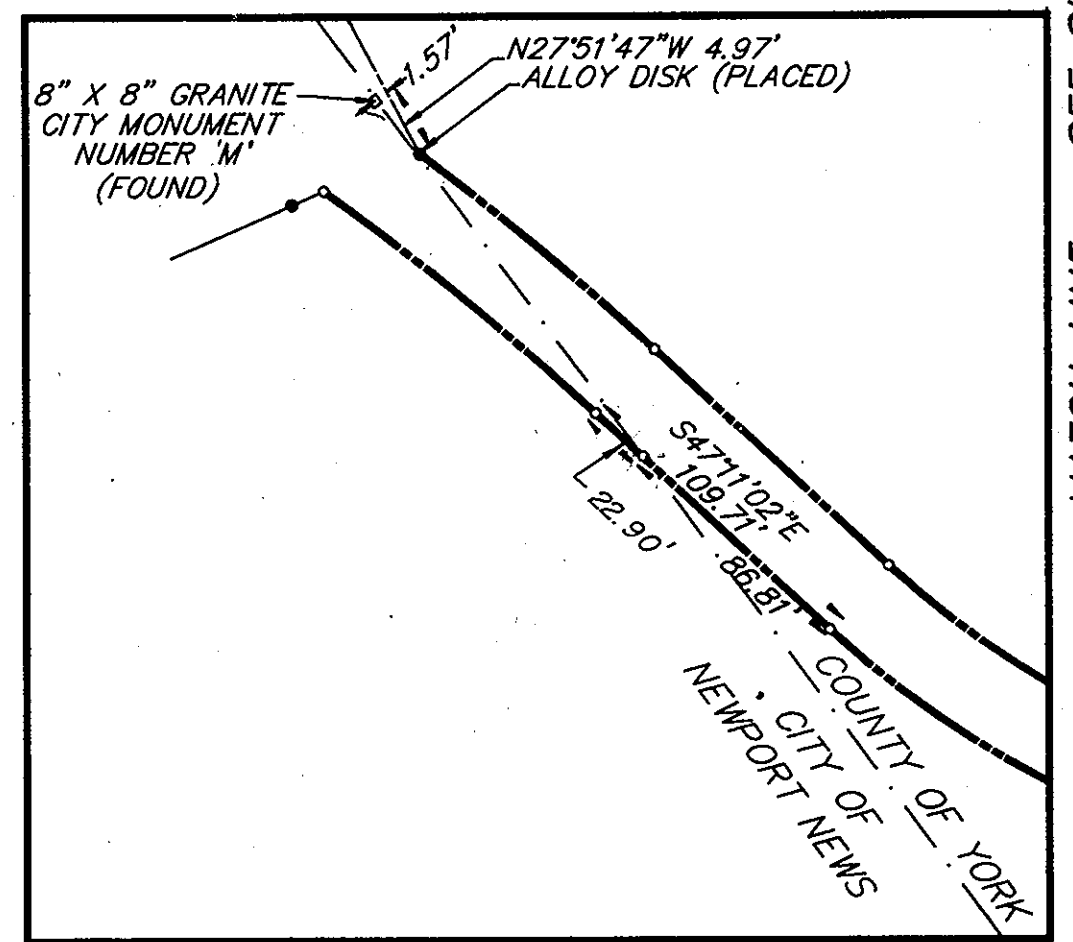 1.57'
N27°51'47"W 4.97'
ALLOY DISK (PLACED)
8" X 8" GRANITE
CITY MONUMENT
NUMBER 'M'
(FOUND)
S47°11'02"E
109.71'
22.90'
86.81'
COUNTY OF YORK
CITY OF
NEWPORT NEWS